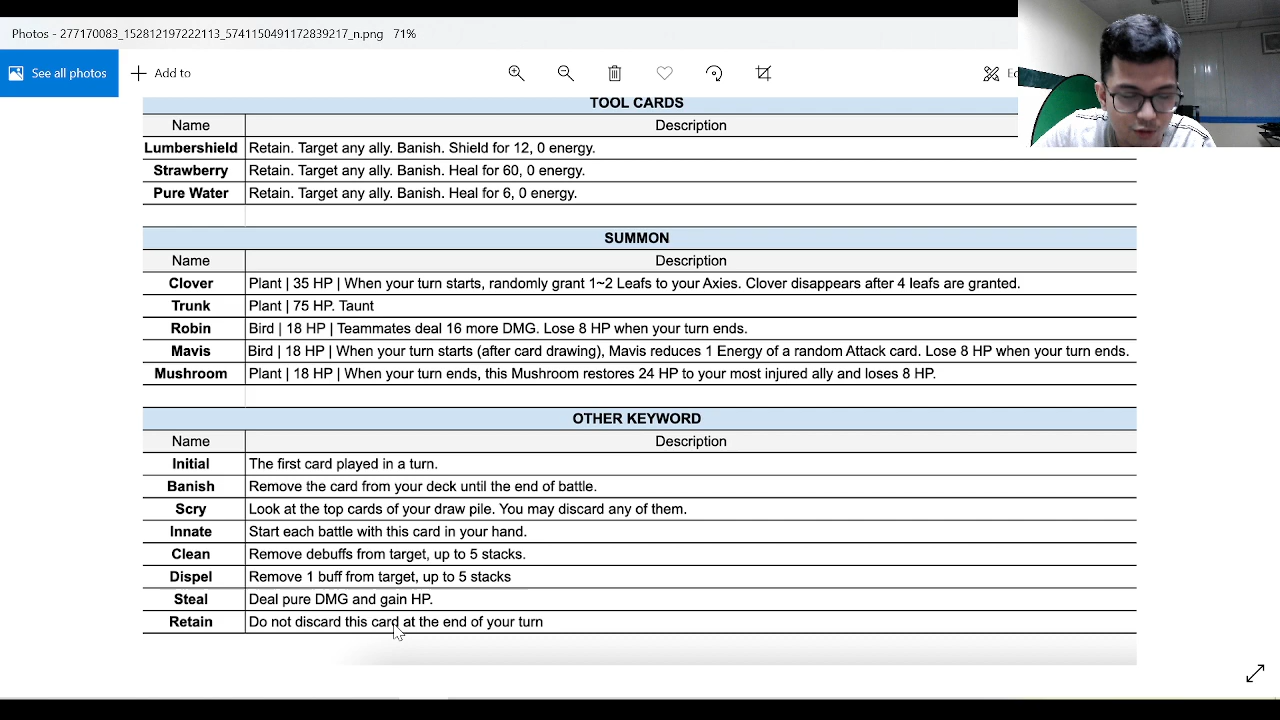 Photos - 277170083_152812197222113_5741150491172839217_n.png 71%
See all photos
Add to
TOOL CARDS
Name Description
Lumbershield Retain. Target any ally. Banish. Shield for 12, 0 energy.
Strawberry Retain. Target any ally. Banish. Heal for 60, 0 energy.
Pure Water Retain. Target any ally. Banish. Heal for 6, 0 energy.
SUMMON
Name Description
Clover Plant | 35 HP | When your turn starts, randomly grant 1~2 Leafs to your Axies. Clover disappears after 4 leafs are granted.
Trunk Plant | 75 HP. Taunt
Robin Bird | 18 HP | Teammates deal 16 more DMG. Lose 8 HP when your turn ends.
Mavis Bird | 18 HP | When your turn starts (after card drawing), Mavis reduces 1 Energy of a random Attack card. Lose 8 HP when your turn ends.
Mushroom Plant | 18 HP | When your turn ends, this Mushroom restores 24 HP to your most injured ally and loses 8 HP.
OTHER KEYWORD
Name Description
Initial The first card played in a turn.
Banish Remove the card from your deck until the end of battle.
Scry Look at the top cards of your draw pile. You may discard any of them.
Innate Start each battle with this card in your hand.
Clean Remove debuffs from target, up to 5 stacks.
Dispel Remove 1 buff from target, up to 5 stacks
Steal Deal pure DMG and gain HP.
Retain Do not discard this card at the end of your turn